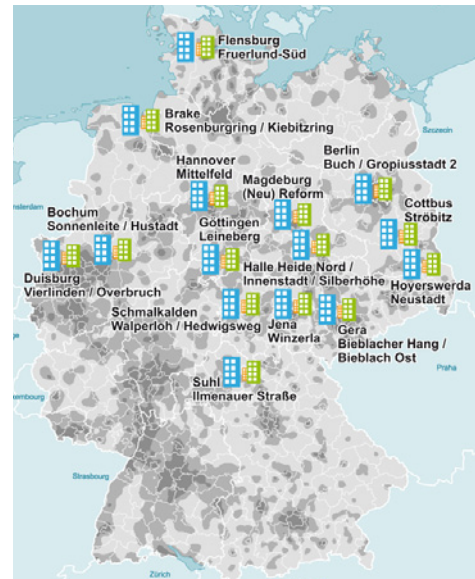 Flensburg
Fruerlund-Süd
Brake
Rosenburgring / Kiebitzring
Szczecin
Berlin
Buch / Gropiusstadt 2
Hannover
Mittelfeld
Magdeburg
(Neu) Reform
Cottbus
Ströbitz
Bochum
Sonnenleite / Hustadt
Göttingen
Leineberg
Duisburg
Vierlinden / Overbruch
Halle Heide Nord /
Innenstadt / Silberhöhe
Hoyerswerda
Neustadt
Schmalkalden
Walperloh / Hedwigsweg
Jena
Winzerla
Gera
Bieblacher Hang /
Bieblach Ost
Praha
Suhl
Ilmenauer Straße
Strasbourg
Zürich